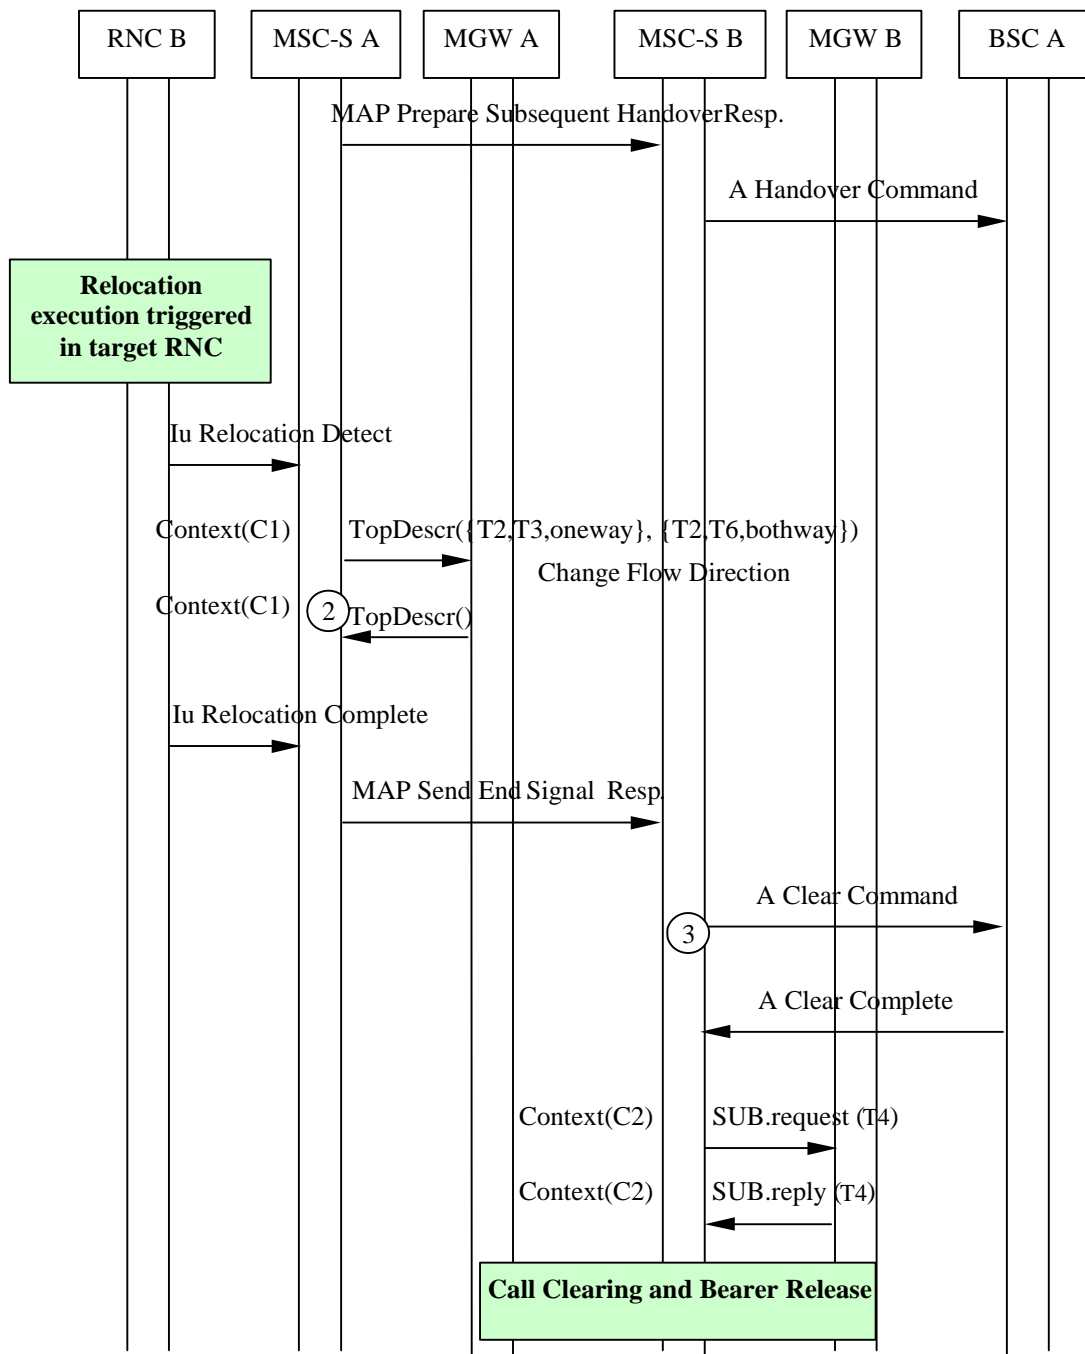 RNC B
MSC-S A
MGW A
MSC-S B
MGW B
BSC A
MAP Prepare Subsequent HandoverResp.
A Handover Command
Relocation
execution triggered
in target RNC
Iu Relocation Detect
Context(C1)
TopDescr({T2,T3,oneway}, {T2,T6,bothway})
Change Flow Direction
Context(C1)
2
TopDescr()
Iu Relocation Complete
MAP Send End Signal Resp.
A Clear Command
3
A Clear Complete
Context(C2)
SUB.request (T4)
Context(C2)
SUB.reply (T4)
Call Clearing and Bearer Release